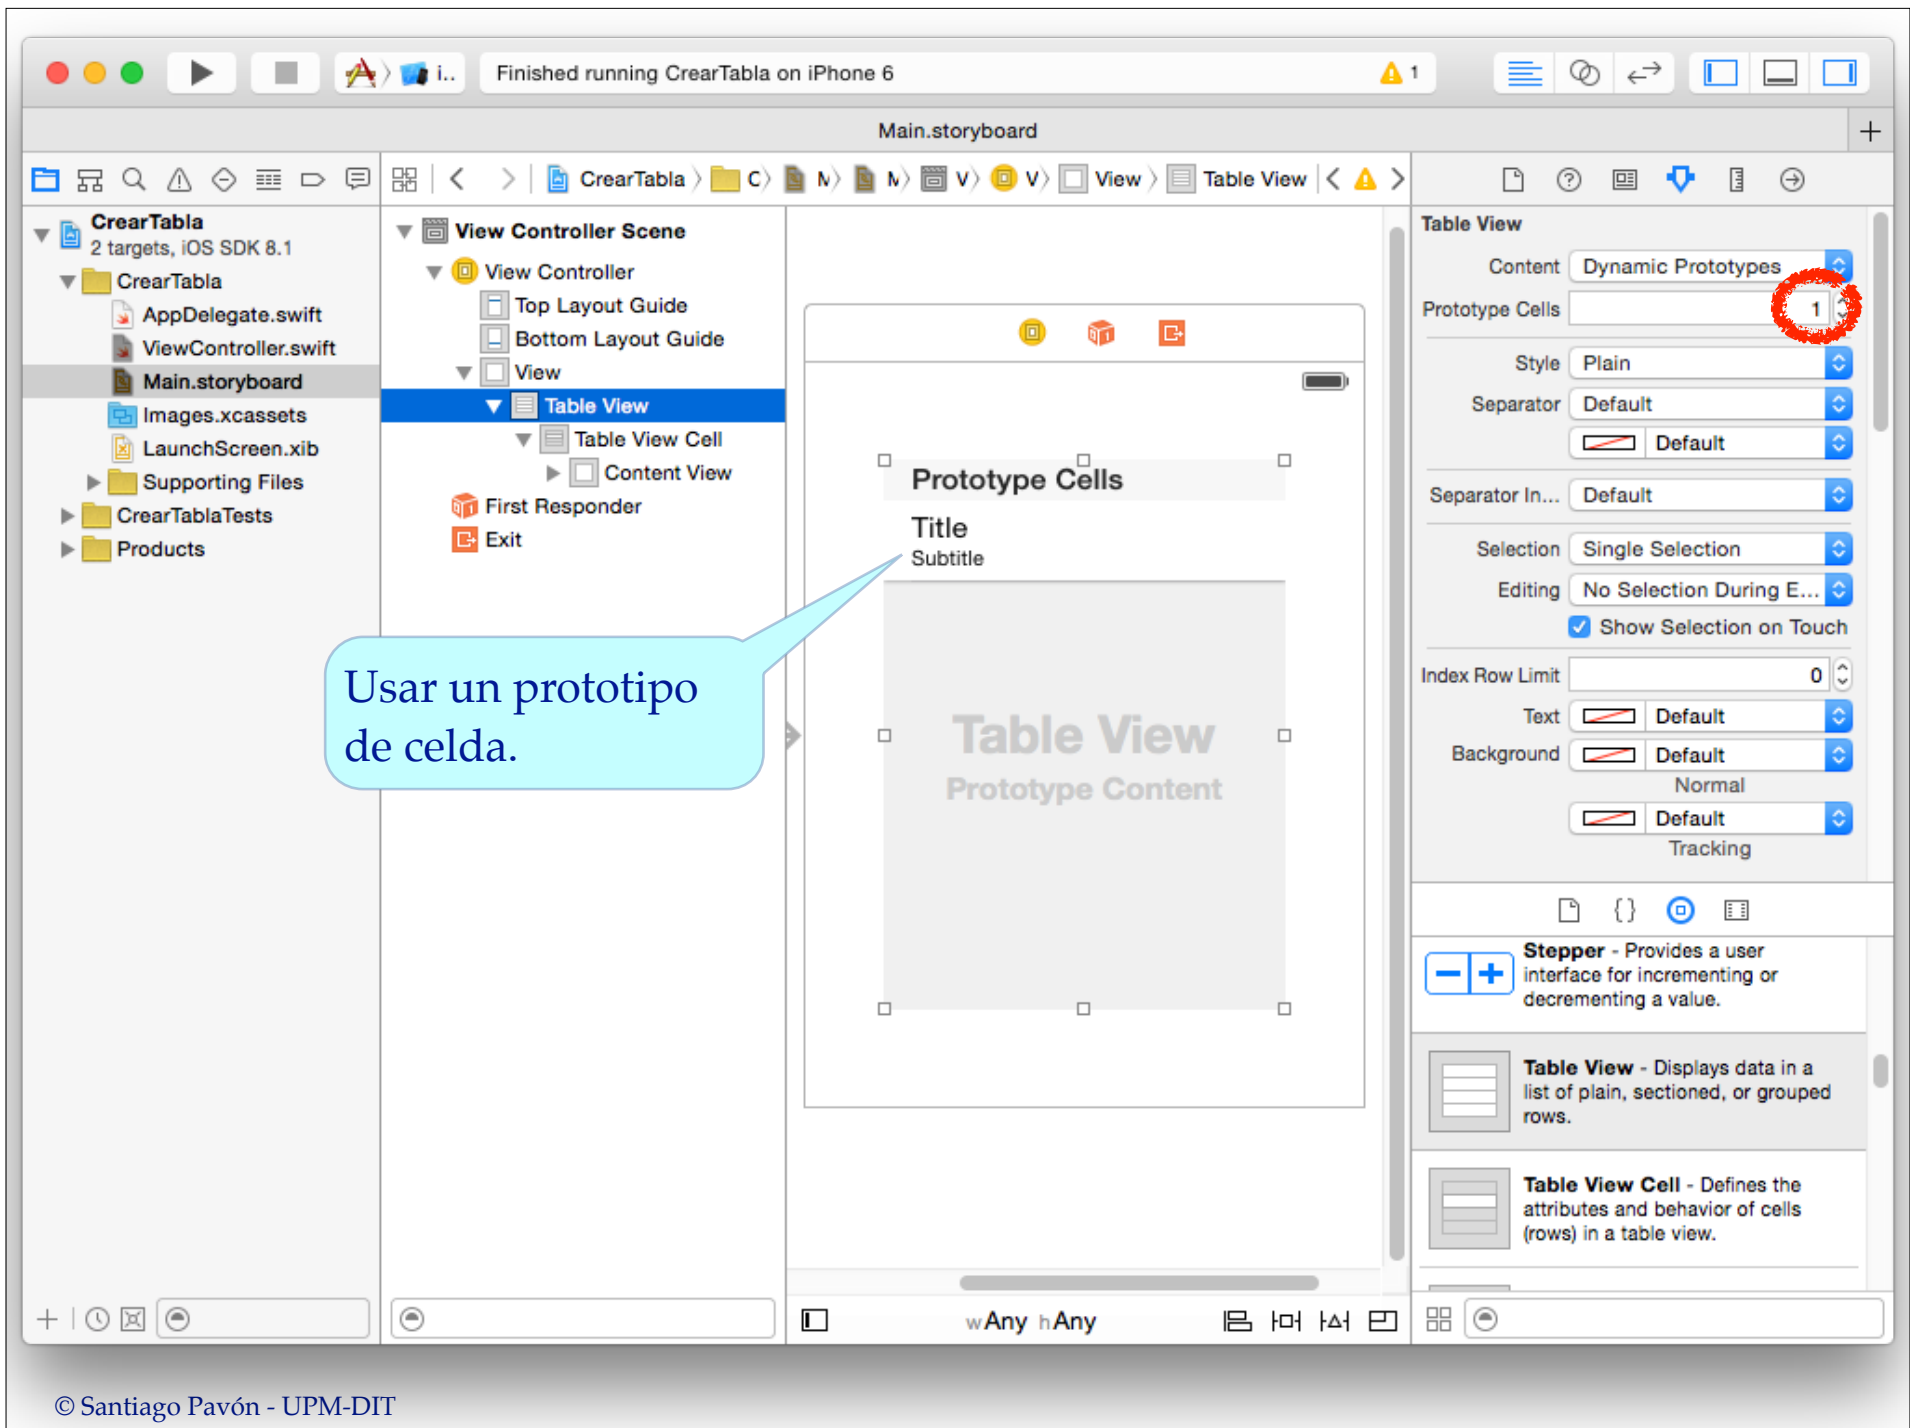 i..
Finished running CrearTabla on iPhone 6
1
Main.storyboard
CrearTabla
View
Table View
CrearTabla
2 targets, iOS SDK 8.1
CrearTabla
AppDelegate.swift
ViewController.swift
Main.storyboard
Images.xcassets
LaunchScreen.xib
Supporting Files
CrearTablaTests
Products
View Controller Scene
View Controller
Top Layout Guide
Bottom Layout Guide
View
Table View
Table View Cell
Content View
First Responder
Exit
Prototype Cells
Title
Subtitle
Table View
Prototype Content
Usar un prototipo
de celda.
wAny hAny
Table View
Content Dynamic Prototypes
Prototype Cells 1
Style Plain
Separator Default
Default
Separator In... Default
Selection Single Selection
Editing No Selection During E...
Show Selection on Touch
Index Row Limit 0
Text Default
Background Default
Normal
Default
Tracking
Stepper - Provides a user
interface for incrementing or
decrementing a value.
Table View - Displays data in a
list of plain, sectioned, or grouped
rows.
Table View Cell - Defines the
attributes and behavior of cells
(rows) in a table view.
© Santiago Pavón - UPM-DIT